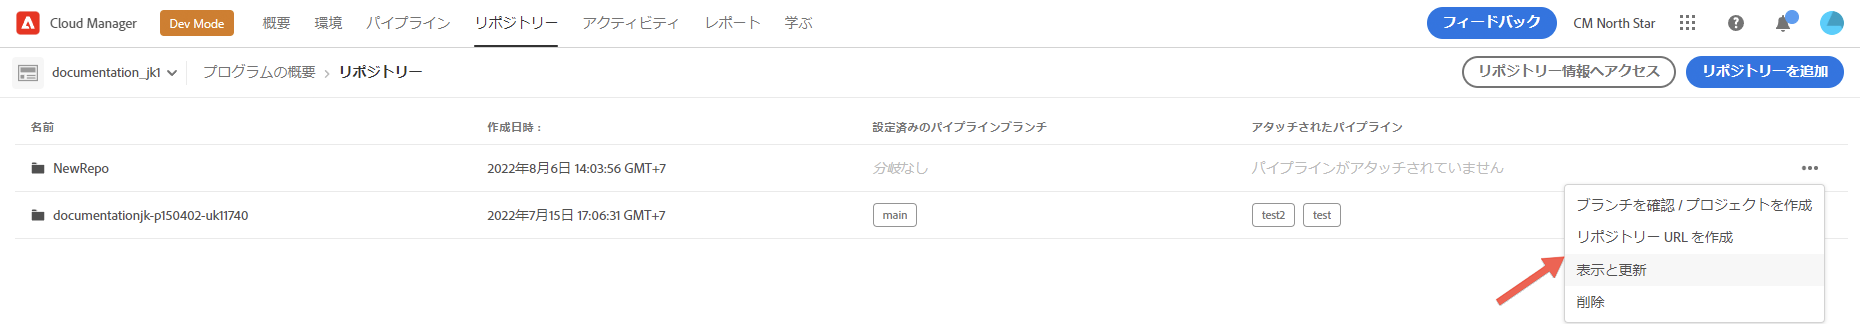 Cloud Manager Dev Mode 概要 環境 パイプライン リポジトリー アクティビティ レポート 学ぶ フィードバック CM North Star
documentation_jk1 プログラムの概要 › リポジトリー リポジトリー情報へアクセス リポジトリーを追加
名前 作成日時 : 設定済みのパイプラインブランチ アタッチされたパイプライン
NewRepo 2022年8月6日 14:03:56 GMT+7 分岐なし パイプラインがアタッチされていません
documentationjk-p150402-uk11740 2022年7月15日 17:06:31 GMT+7 main test2 test
ブランチを確認 / プロジェクトを作成
リポジトリー URL を作成
表示と更新
削除